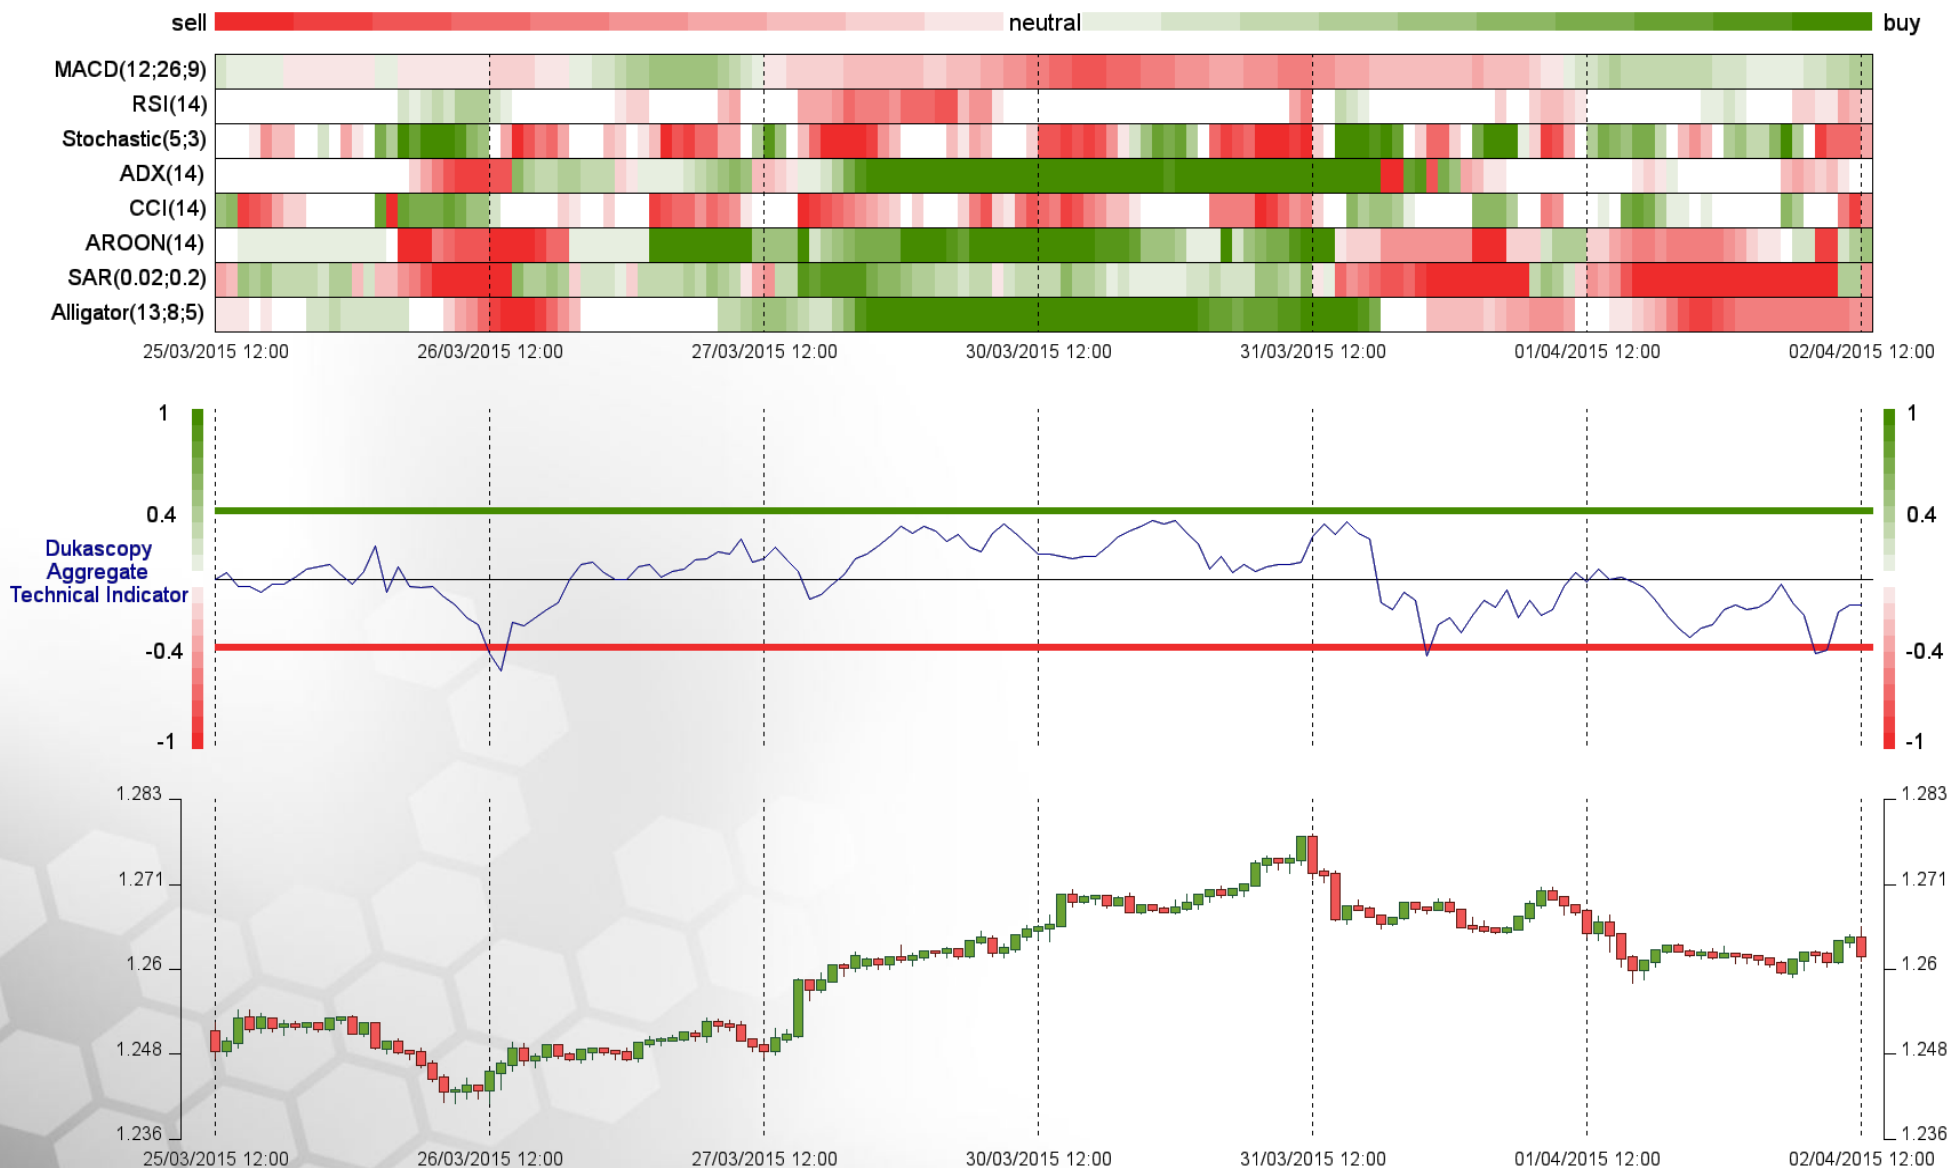 sell neutral buy
MACD(12;26;9)
RSI(14)
Stochastic(5;3)
ADX(14)
CCI(14)
AROON(14)
SAR(0.02;0.2)
Alligator(13;8;5)
25/03/2015 12:00 26/03/2015 12:00 27/03/2015 12:00 30/03/2015 12:00 31/03/2015 12:00 01/04/2015 12:00 02/04/2015 12:00
1 1
0.4 0.4
Dukascopy
Aggregate
Technical Indicator
-0.4 -0.4
-1 -1
1.283 1.283
1.271 1.271
1.26 1.26
1.248 1.248
1.236 1.236
25/03/2015 12:00 26/03/2015 12:00 27/03/2015 12:00 30/03/2015 12:00 31/03/2015 12:00 01/04/2015 12:00 02/04/2015 12:00